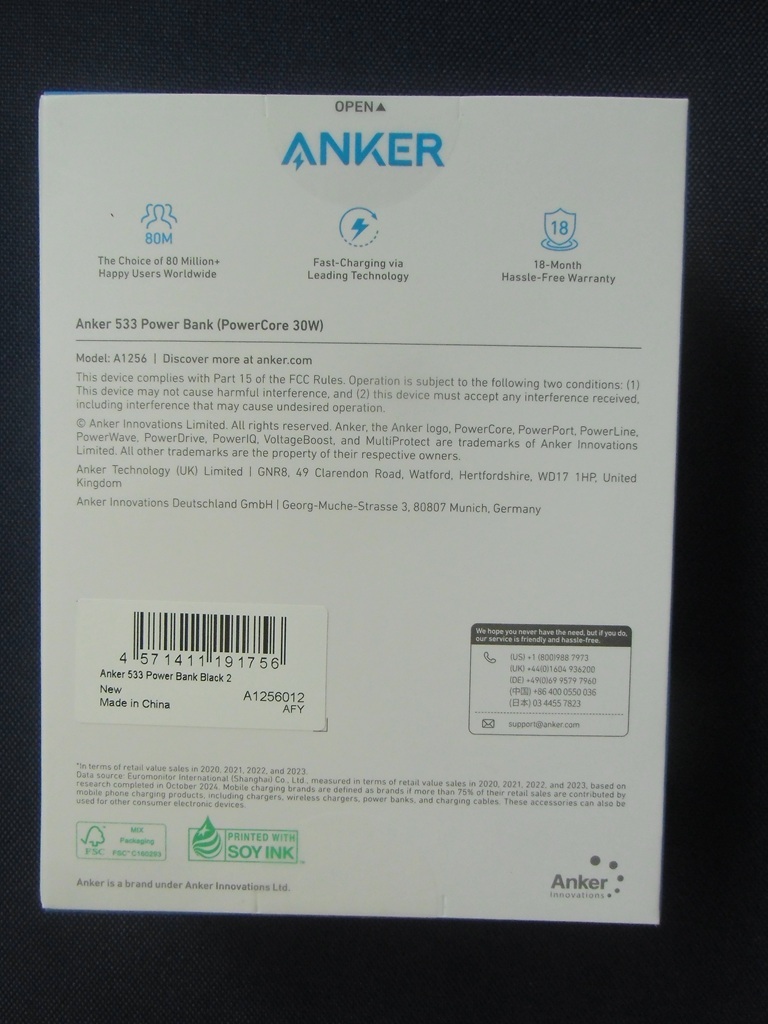 OPEN▲
ANKER
80M
The Choice of 80 Million+
Happy Users Worldwide
Fast-Charging via
Leading Technology
18
18-Month
Hassle-Free Warranty
Anker 533 Power Bank (PowerCore 30W)
Model: A1256 | Discover more at anker.com
This device complies with Part 15 of the FCC Rules. Operation is subject to the following two conditions: (1)
This device may not cause harmful interference, and (2) this device must accept any interference received,
including interference that may cause undesired operation.
© Anker Innovations Limited. All rights reserved. Anker, the Anker logo, PowerCore, PowerPort, PowerLine,
PowerWave, PowerDrive, PowerIQ, VoltageBoost, and MultiProtect are trademarks of Anker Innovations
Limited. All other trademarks are the property of their respective owners.
Anker Technology (UK) Limited | GNR8, 49 Clarendon Road, Watford, Hertfordshire, WD17 1HP, United
Kingdom
Anker Innovations Deutschland GmbH | Georg-Muche-Strasse 3, 80807 Munich, Germany
4 571411 191756
Anker 533 Power Bank Black 2
New
Made in China
A1256012
AFY
We hope you never have the need, but if you do,
our service is friendly and hassle-free.
(US) +1 (800)988 7973
(UK) +44(0)1604 936200
(DE) +49(0)69 9579 7960
(中国) +86 400 0550 036
(日本) 03 4455 7823
support@anker.com
*In terms of retail value sales in 2020, 2021, 2022, and 2023.
Data source: Euromonitor International (Shanghai) Co., Ltd., measured in terms of retail value sales in 2020, 2021, 2022, and 2023, based on
research completed in October 2024. Mobile charging brands are defined as brands if more than 75% of their retail sales are contributed by
mobile phone charging products, including chargers, wireless chargers, power banks, and charging cables. These accessories can also be
used for other consumer electronic devices.
FSC
MIX
Packaging
FSC® C160203
PRINTED WITH
SOY INK™
Anker is a brand under Anker Innovations Ltd.
Anker
Innovations